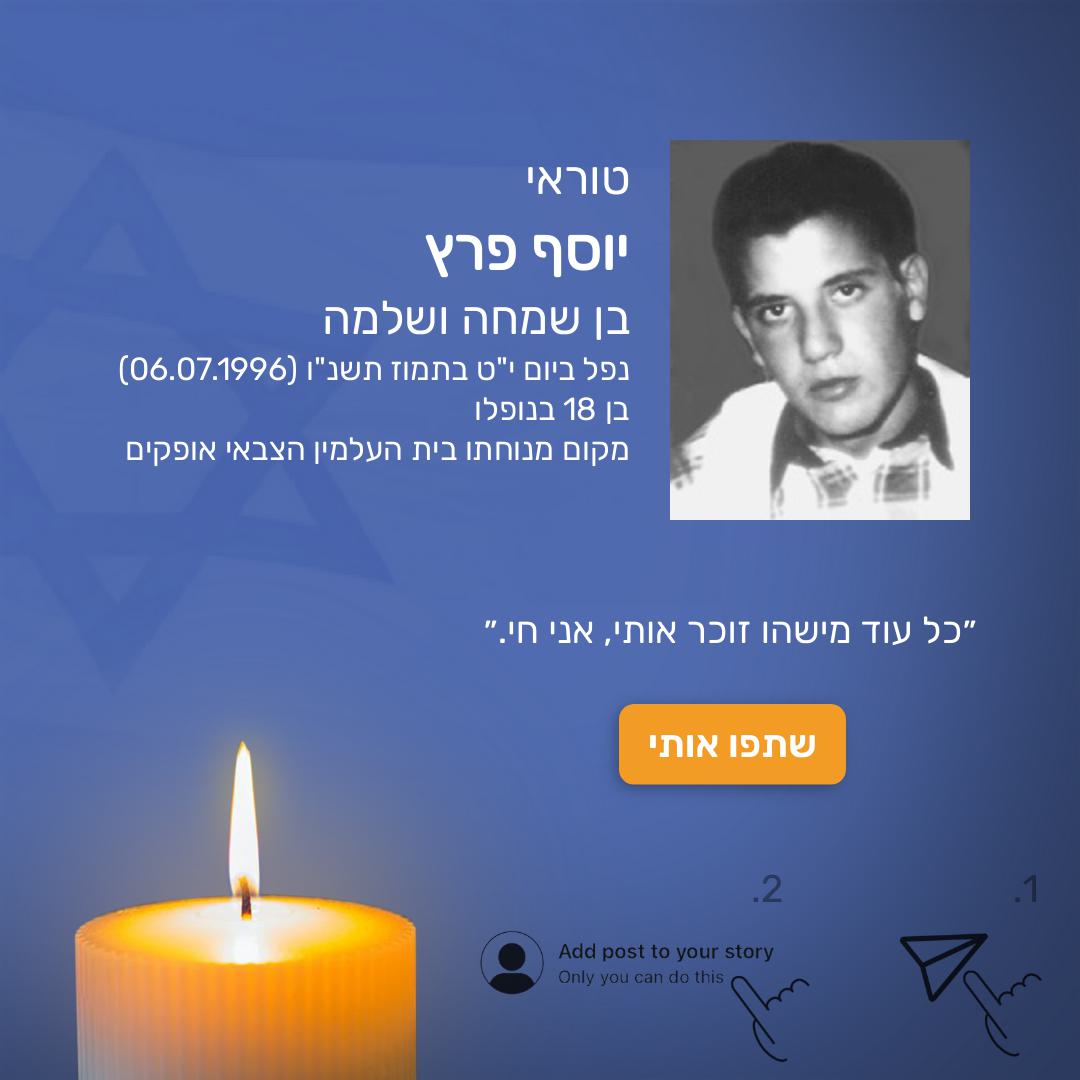 טוראי
יוסף פרץ
בן שמחה ושלמה
נפל ביום י"ט בתמוז תשנ"ו (06.07.1996)
בן 18 בנופלו
מקום מנוחתו בית העלמין הצבאי אופקים
״כל עוד מישהו זוכר אותי, אני חי.״
שתפו אותי
1.
2.
Add post to your story
Only you can do this